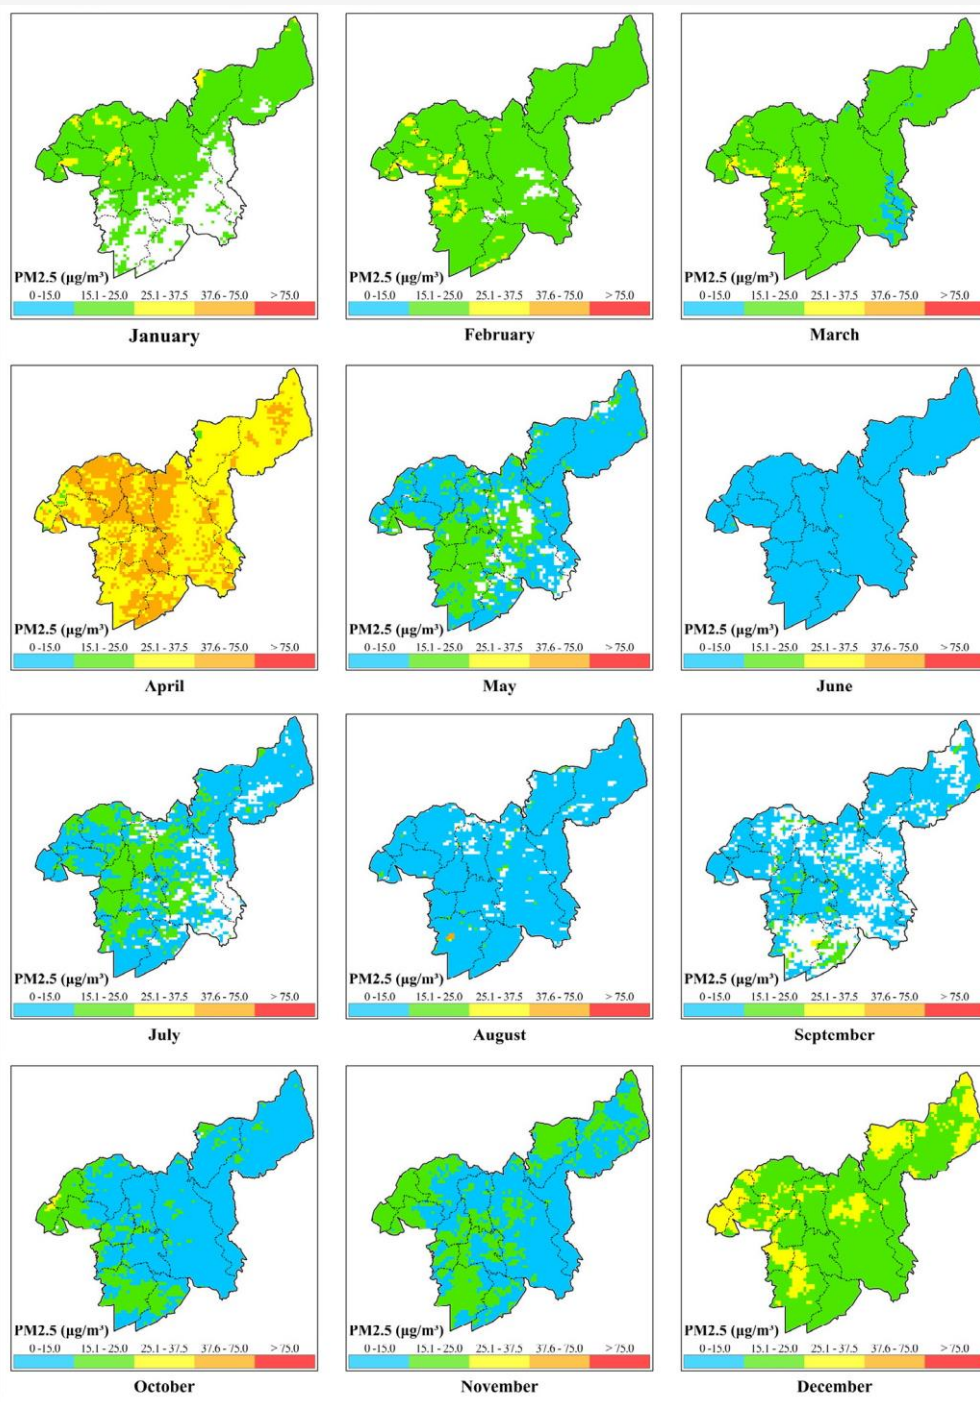 PM2.5 (µg/m³)
0 -15.0 15.1 - 25.0 25.1 - 37.5 37.6 - 75.0 > 75.0
January
PM2.5 (µg/m³)
0 -15.0 15.1 - 25.0 25.1 - 37.5 37.6 - 75.0 > 75.0
February
PM2.5 (µg/m³)
0 -15.0 15.1 - 25.0 25.1 - 37.5 37.6 - 75.0 > 75.0
March
PM2.5 (µg/m³)
0 -15.0 15.1 - 25.0 25.1 - 37.5 37.6 - 75.0 > 75.0
April
PM2.5 (µg/m³)
0 -15.0 15.1 - 25.0 25.1 - 37.5 37.6 - 75.0 > 75.0
May
PM2.5 (µg/m³)
0 -15.0 15.1 - 25.0 25.1 - 37.5 37.6 - 75.0 > 75.0
June
PM2.5 (µg/m³)
0 -15.0 15.1 - 25.0 25.1 - 37.5 37.6 - 75.0 > 75.0
July
PM2.5 (µg/m³)
0 -15.0 15.1 - 25.0 25.1 - 37.5 37.6 - 75.0 > 75.0
August
PM2.5 (µg/m³)
0 -15.0 15.1 - 25.0 25.1 - 37.5 37.6 - 75.0 > 75.0
September
PM2.5 (µg/m³)
0 -15.0 15.1 - 25.0 25.1 - 37.5 37.6 - 75.0 > 75.0
October
PM2.5 (µg/m³)
0 -15.0 15.1 - 25.0 25.1 - 37.5 37.6 - 75.0 > 75.0
November
PM2.5 (µg/m³)
0 -15.0 15.1 - 25.0 25.1 - 37.5 37.6 - 75.0 > 75.0
December